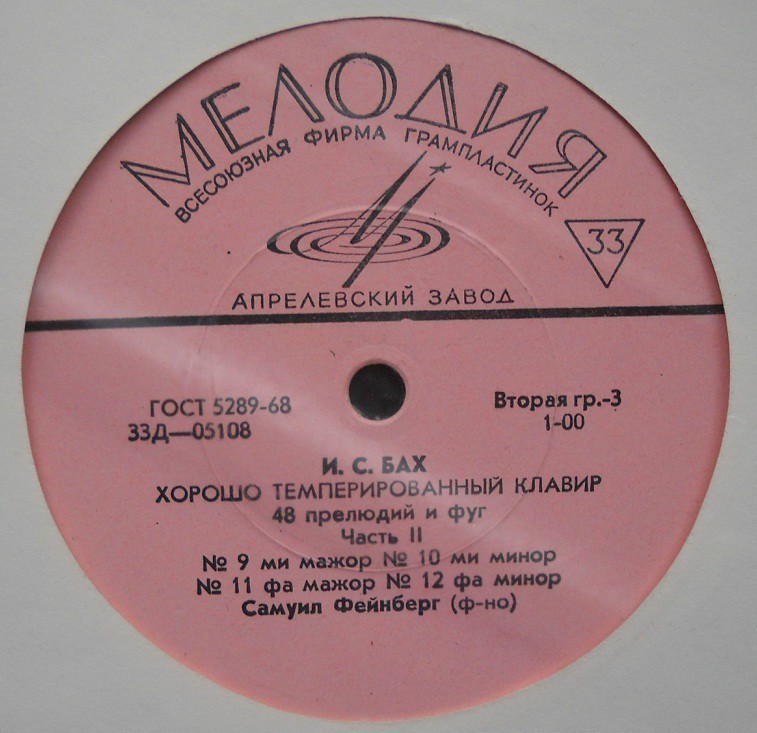 МЕЛОДИЯ
ВСЕСОЮЗНАЯ ФИРМА ГРАМПЛАСТИНОК
33
АПРЕЛЕВСКИЙ ЗАВОД
ГОСТ 5289-68
Вторая гр.-3
33Д—05108
1-00
И. С. БАХ
ХОРОШО ТЕМПЕРИРОВАННЫЙ КЛАВИР
48 прелюдий и фуг
Часть II
№ 9 ми мажор № 10 ми минор
№ 11 фа мажор № 12 фа минор
Самуил Фейнберг (ф-но)